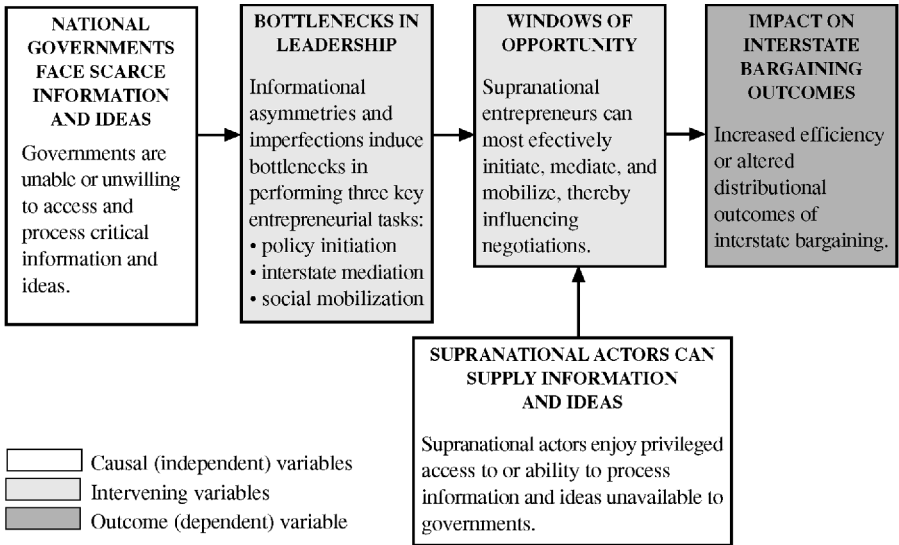 NATIONAL
GOVERNMENTS
FACE SCARCE
INFORMATION
AND IDEAS
Governments are
unable or unwilling
to access and
process critical
information and
ideas.
BOTTLENECKS IN
LEADERSHIP
Informational
asymmetries and
imperfections induce
bottlenecks in
performing three key
entrepreneurial tasks:
• policy initiation
• interstate mediation
• social mobilization
WINDOWS OF
OPPORTUNITY
Supranational
entrepreneurs can
most efectively
initiate, mediate, and
mobilize, thereby
influencing
negotiations.
IMPACT ON
INTERSTATE
BARGAINING
OUTCOMES
Increased efficiency
or altered
distributional
outcomes of
interstate bargaining.
SUPRANATIONAL ACTORS CAN
SUPPLY INFORMATION
AND IDEAS
Supranational actors enjoy privileged
access to or ability to process
information and ideas unavailable to
governments.
Causal (independent) variables
Intervening variables
Outcome (dependent) variable